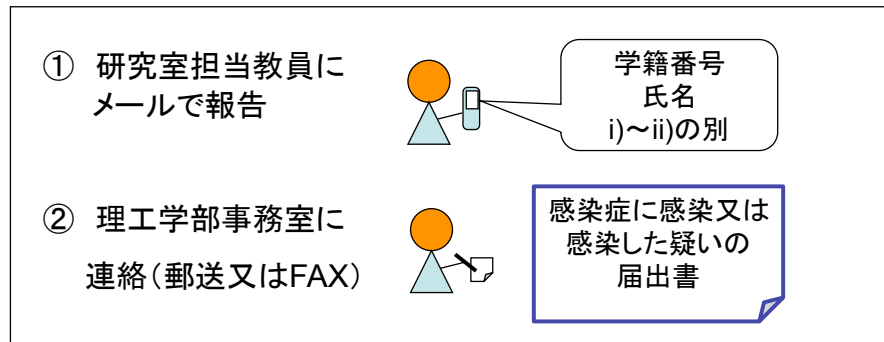 ① 研究室担当教員に
メールで報告
学籍番号
氏名
i)～ii)の別
② 理工学部事務室に
連絡（郵送又はFAX）
感染症に感染又は
感染した疑いの
届出書